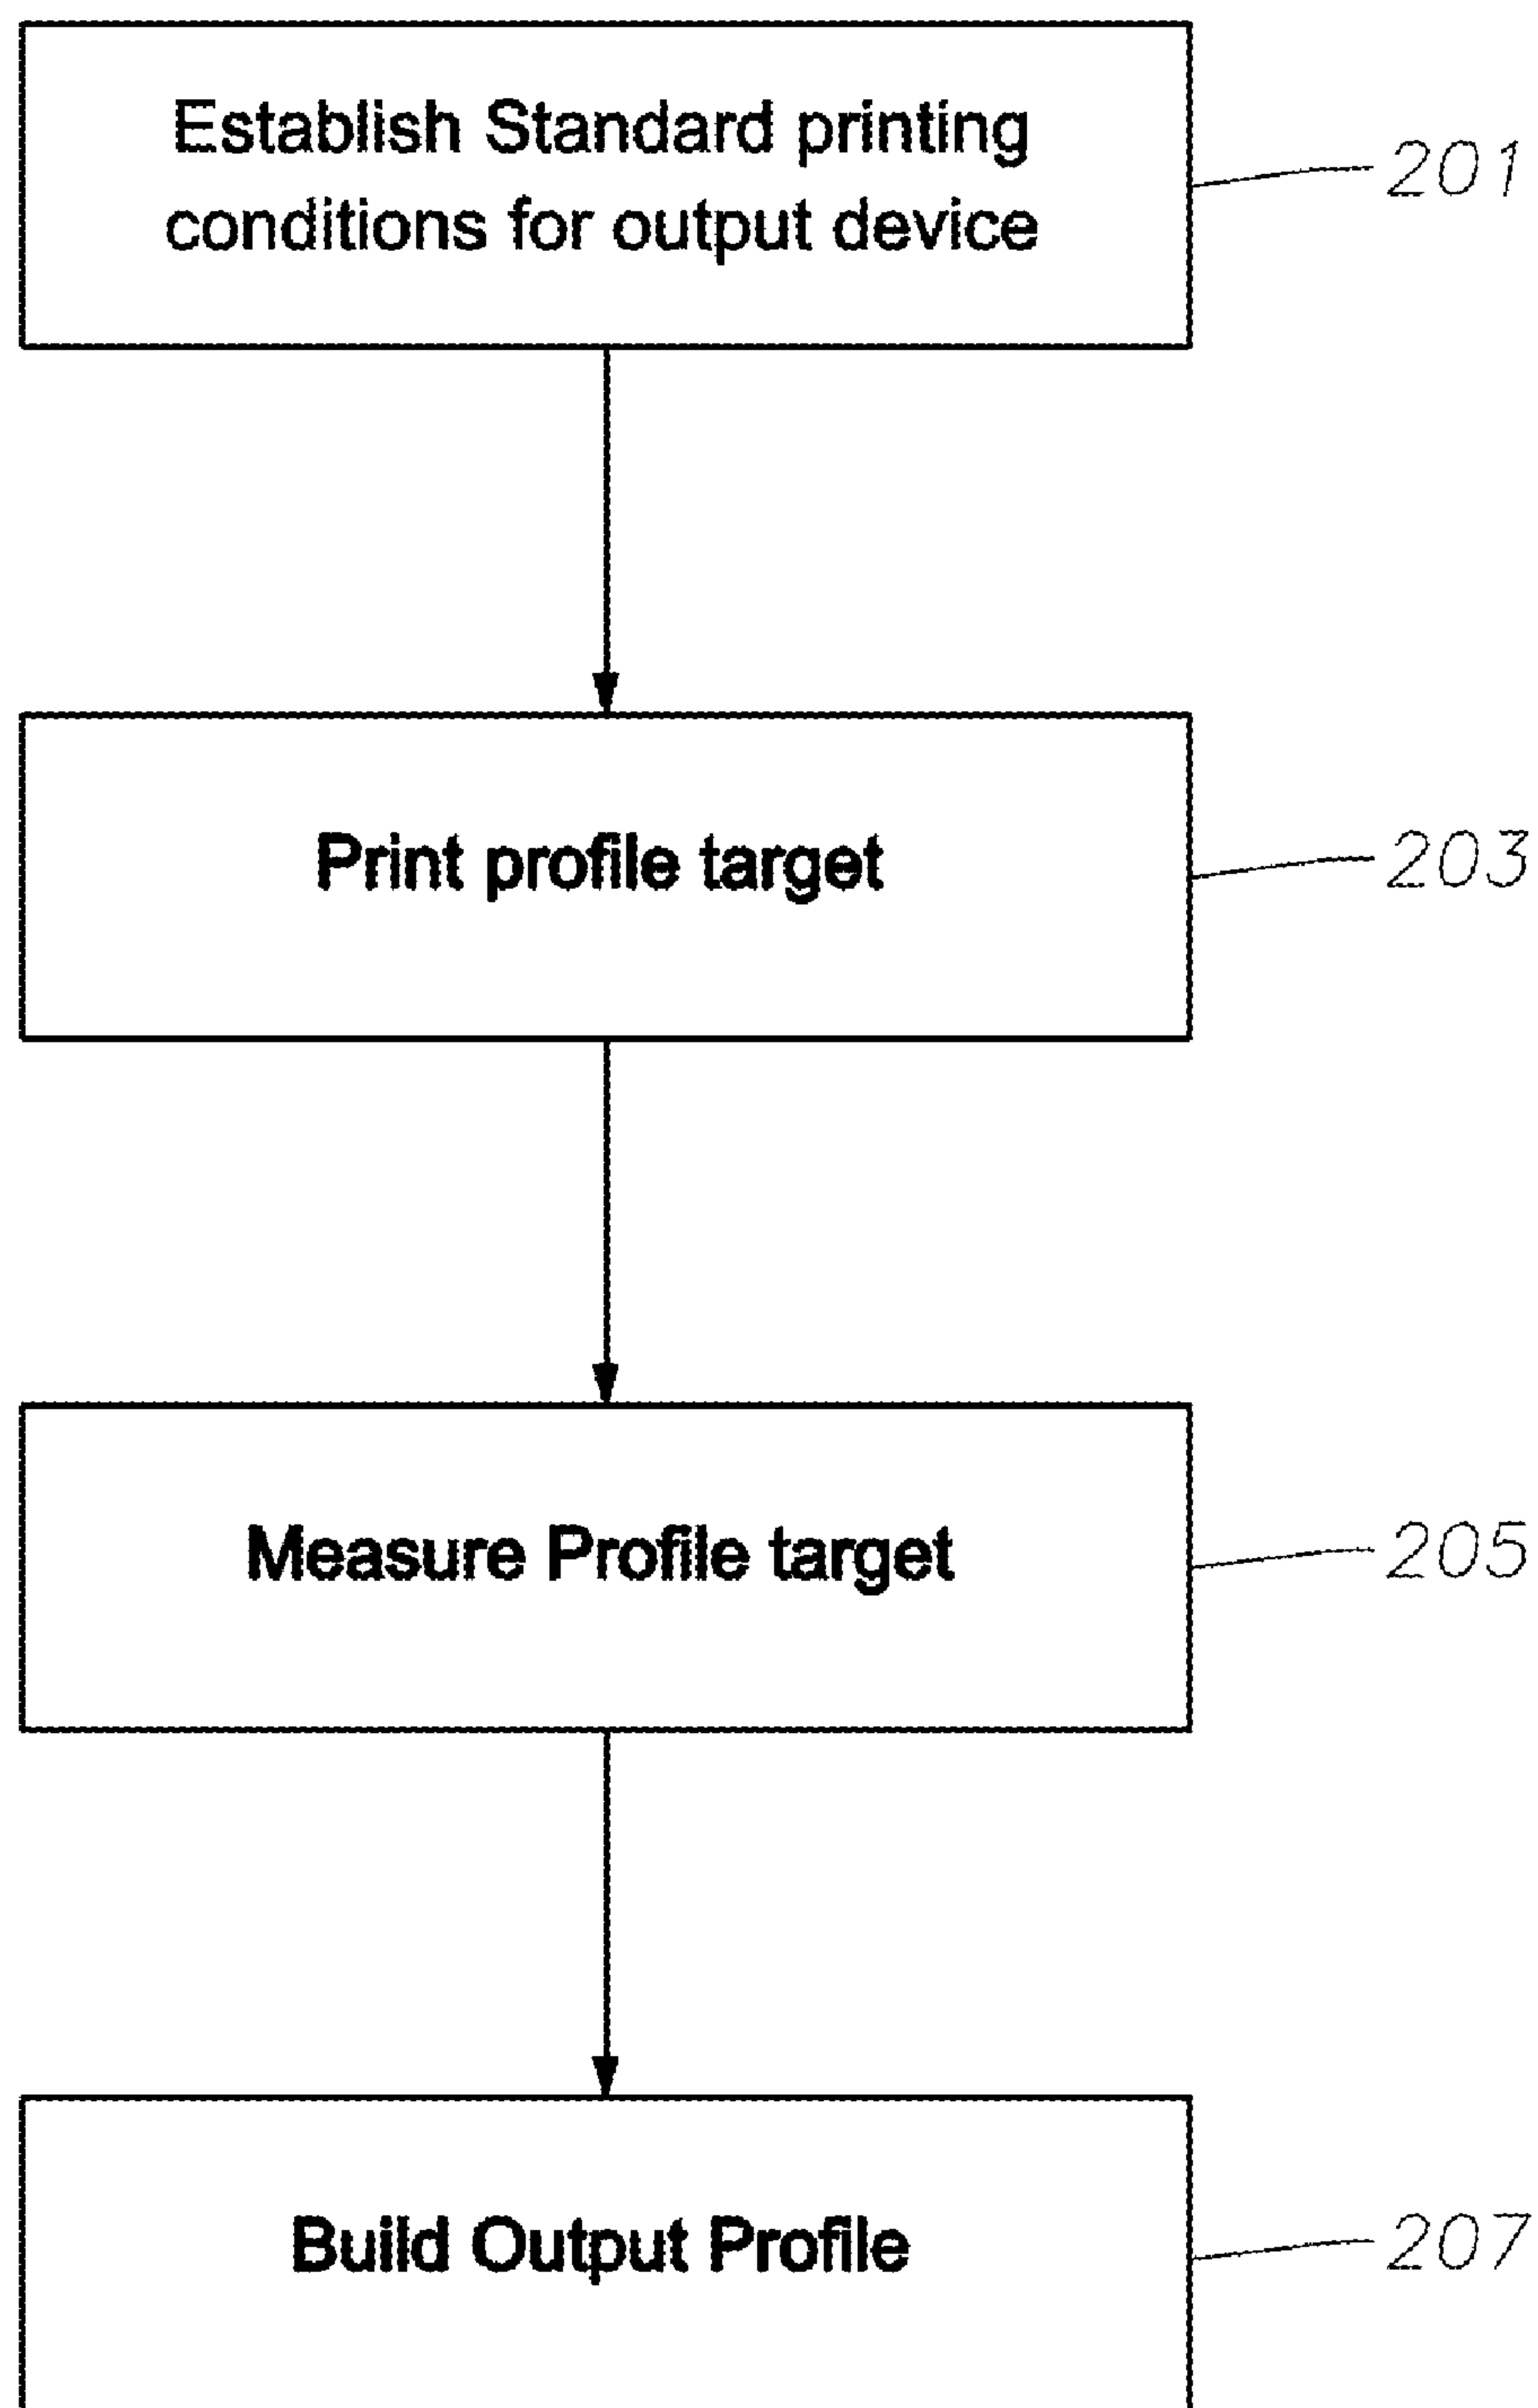 Establish Standard printing
conditions for output device
201
Print profile target
203
Measure Profile target
205
Build Output Profile
207